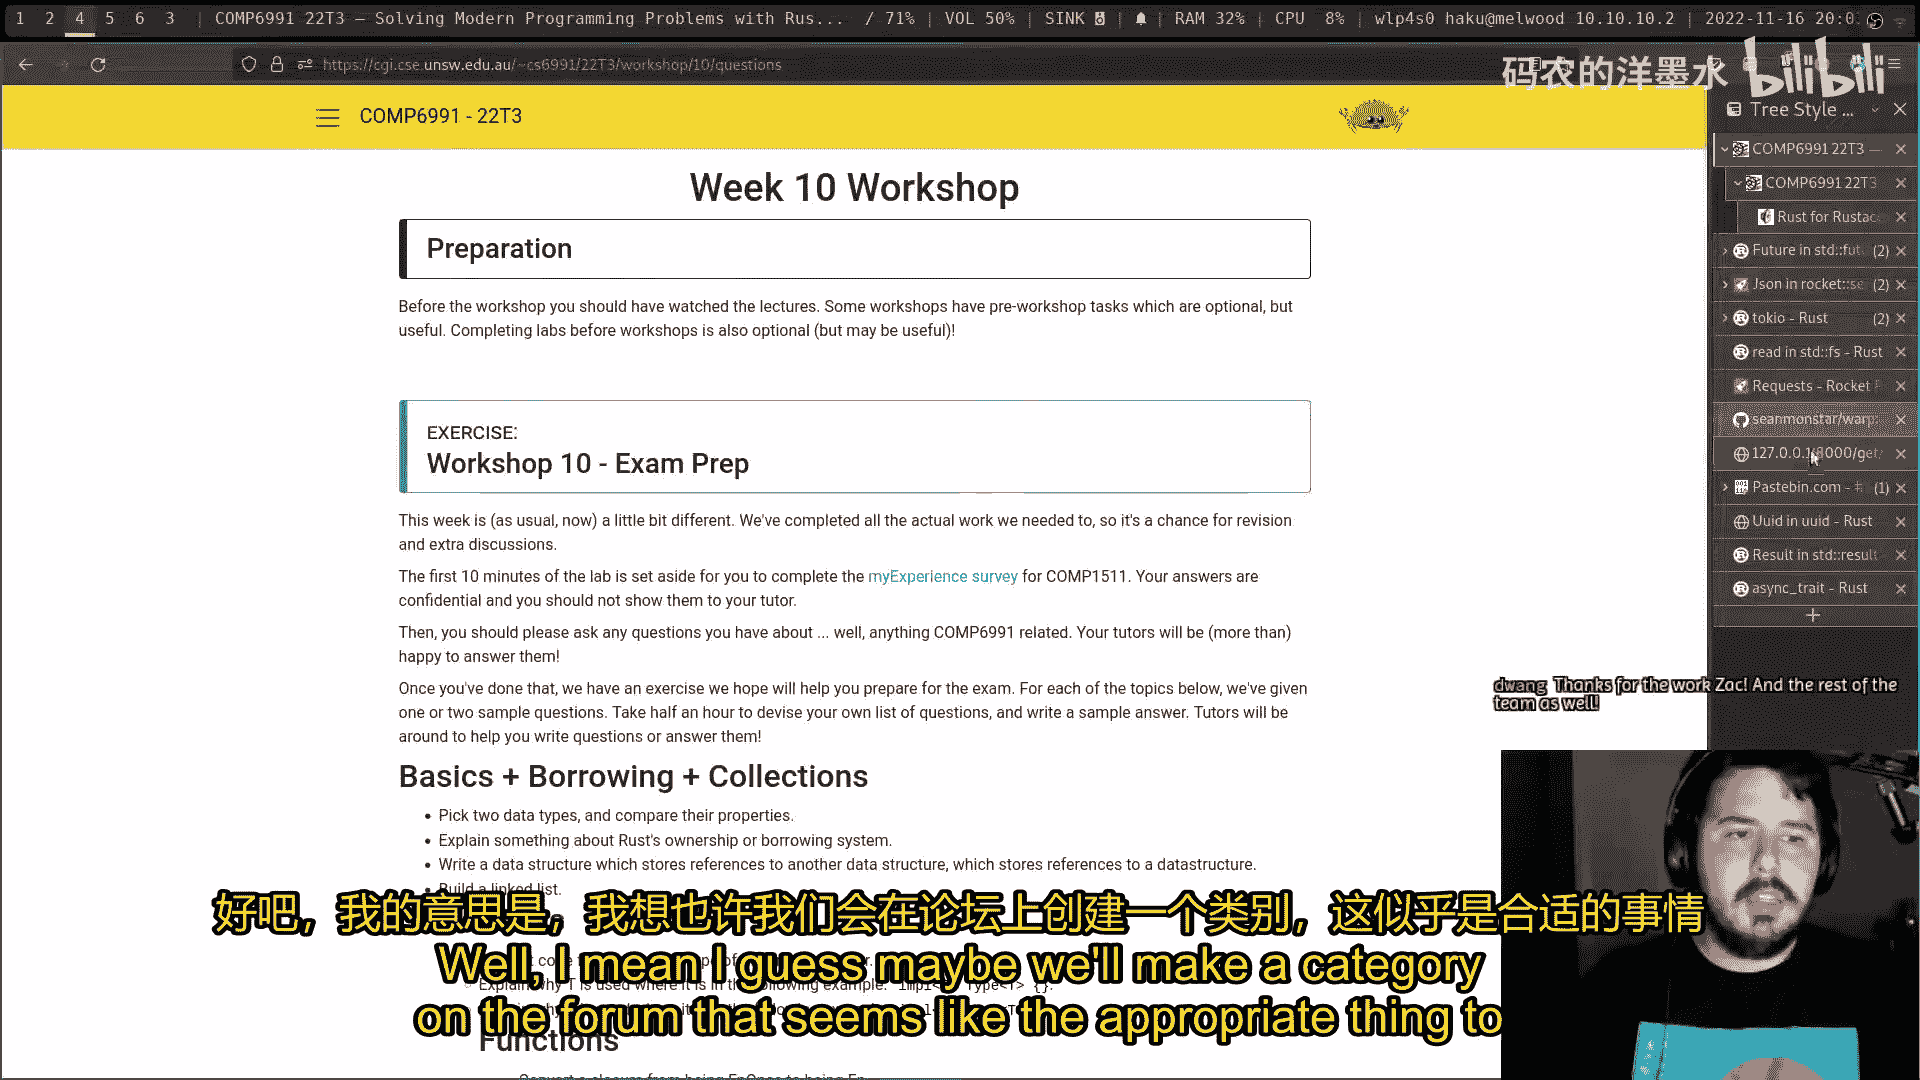 1 2 4 5 6 3 | COMP6991 22T3 — Solving Modern Programming Problems with Rus... / 71% | VOL 50% | SINK | RAM 32% | CPU 8% | wlp4s0 haku@melwood 10.10.10.2 | 2022-11-16 20:0
https://cgi.cse.unsw.edu.au/~cs6991/22T3/workshop/10/questions
码农的洋墨水 bilibili
COMP6991 - 22T3
Tree Style ...
COMP6991 22T3 —
COMP6991 22T3
Rust for Rustac
Future in std::fut (2)
Json in rocket::se (2)
tokio - Rust (2)
read in std::fs - Rust
Requests - Rocket
seanmonstar/warp
127.0.0.1:8000/get/
Pastebin.com - # (1)
Uuid in uuid - Rust
Result in std::result
async_trait - Rust
Week 10 Workshop
Preparation
Before the workshop you should have watched the lectures. Some workshops have pre-workshop tasks which are optional, but
useful. Completing labs before workshops is also optional (but may be useful)!
EXERCISE:
Workshop 10 - Exam Prep
This week is (as usual, now) a little bit different. We've completed all the actual work we needed to, so it's a chance for revision
and extra discussions.
The first 10 minutes of the lab is set aside for you to complete the myExperience survey for COMP1511. Your answers are
confidential and you should not show them to your tutor.
Then, you should please ask any questions you have about ... well, anything COMP6991 related. Your tutors will be (more than)
happy to answer them!
Once you've done that, we have an exercise we hope will help you prepare for the exam. For each of the topics below, we've given
one or two sample questions. Take half an hour to devise your own list of questions, and write a sample answer. Tutors will be
around to help you write questions or answer them!
dwang Thanks for the work Zac! And the rest of the
team as well!
Basics + Borrowing + Collections
• Pick two data types, and compare their properties.
• Explain something about Rust's ownership or borrowing system.
• Write a data structure which stores references to another data structure, which stores references to a datastructure.
• Build a linked list.
好吧，我的意思是，我想也许我们会在论坛上创建一个类别，这似乎是合适的事情
Well, I mean I guess maybe we'll make a category
on the forum that seems like the appropriate thing to
Functions